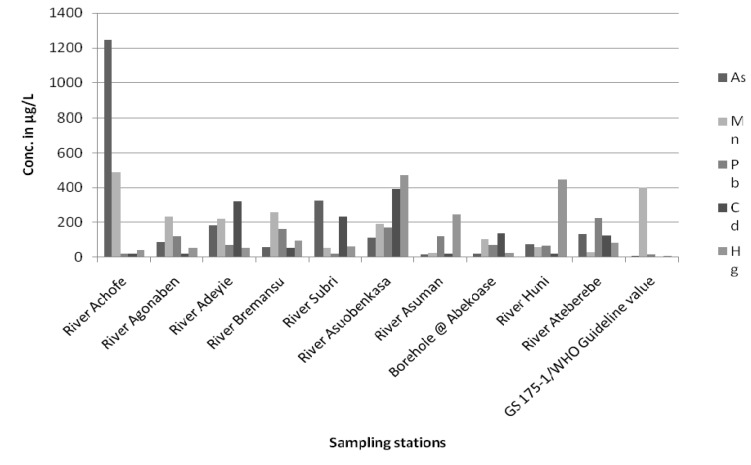 1400
1200
1000
800
600
400
200
0
Conc. in µg/L
River Achofe
River Agonaben
River Adeyie
River Bremansu
River Subri
River Asuobenkasa
River Asuman
Borehole @ Abekoase
River Huni
River Ateberebe
GS 175-1/WHO Guideline value
Sampling stations
As
M
n
P
b
C
d
H
g